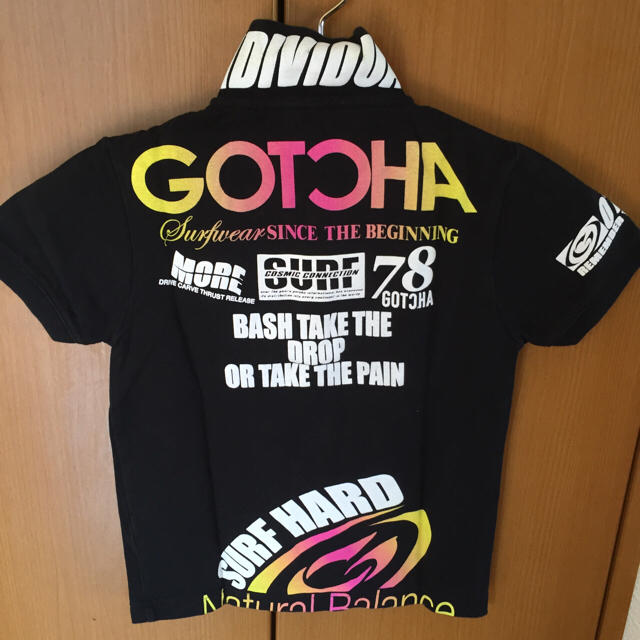 GOTCHA
Surfwear SINCE THE BEGINNING
MORE
DRIVE CARVE THRUST RELEASE
SURF
COSMIC CONNECTION
78
GOTCHA
BASH TAKE THE
DROP
OR TAKE THE PAIN
SURF HARD
Natural Balance